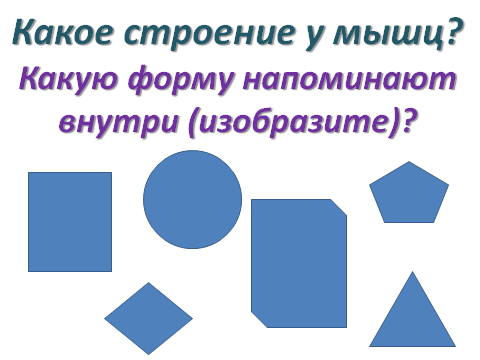 Какое строение у мышц?
Какую форму напоминают
внутри (изобразите)?